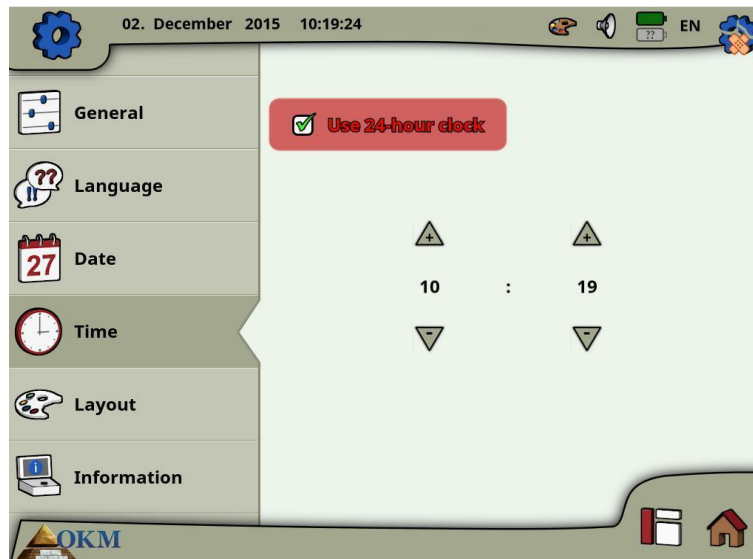 02. December 2015 10:19:24
?? EN
General
Use 24-hour clock
?? !!
Language
27 Date
10 : 19
Time
Layout
i Information
OKM